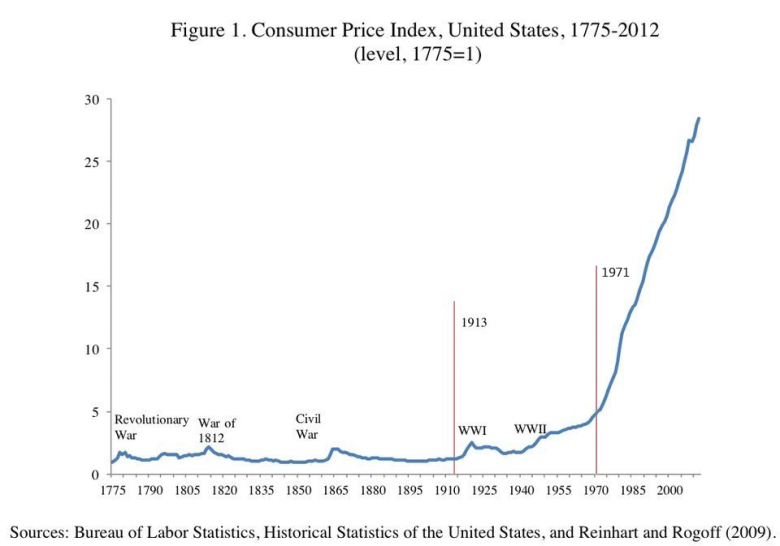 Figure 1. Consumer Price Index, United States, 1775-2012
(level, 1775=1)
30
25
20
15
10
5
0
1971
1913
Revolutionary
War
War of
1812
Civil
War
WWI
WWII
1775 1790 1805 1820 1835 1850 1865 1880 1895 1910 1925 1940 1955 1970 1985 2000
Sources: Bureau of Labor Statistics, Historical Statistics of the United States, and Reinhart and Rogoff (2009).